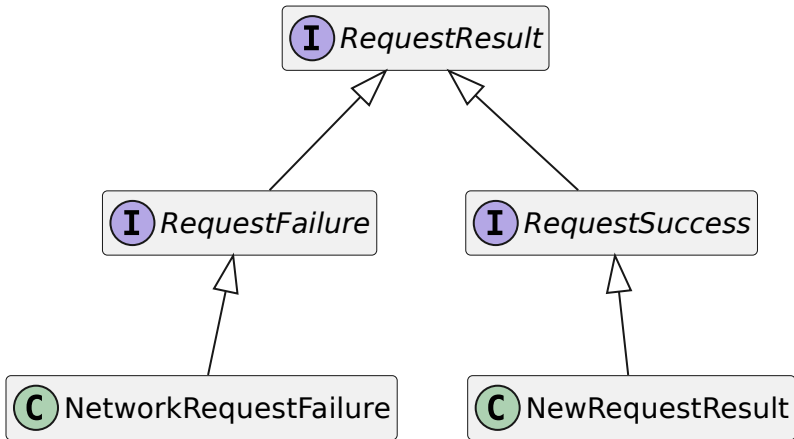 I RequestResult
I RequestFailure
I RequestSuccess
C NetworkRequestFailure
C NewRequestResult